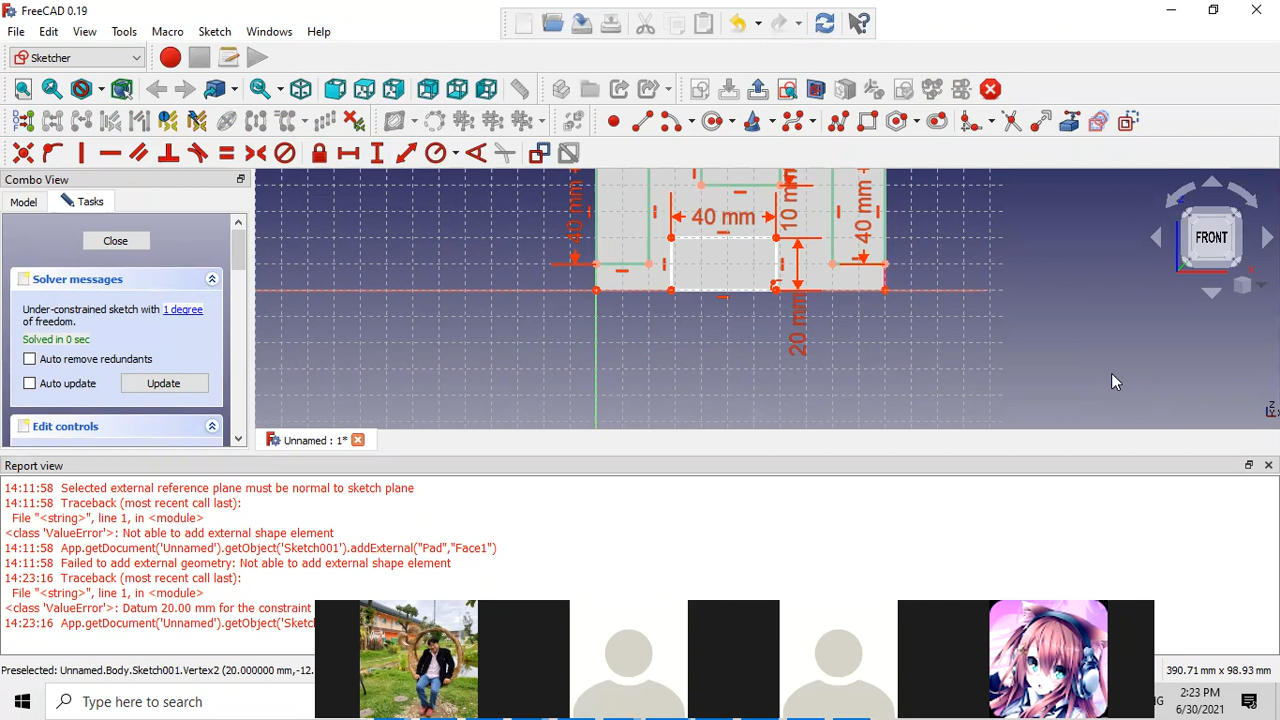 FreeCAD 0.19
File Edit View Tools Macro Sketch Windows Help
Sketcher
Combo View
Model Tasks
Close
Solver messages
Under-constrained sketch with 1 degree
of freedom.
Solved in 0 sec
Auto remove redundants
Auto update Update
Edit controls
40 mm
40 mm
10 mm
40 mm
20 mm
FRONT
Z
Unnamed : 1*
Report view
14:11:58 Selected external reference plane must be normal to sketch plane
14:11:58 Traceback (most recent call last):
File "<string>", line 1, in <module>
<class 'ValueError'>: Not able to add external shape element
14:11:58 App.getDocument('Unnamed').getObject('Sketch001').addExternal("Pad","Face1")
14:11:58 Failed to add external geometry: Not able to add external shape element
14:23:16 Traceback (most recent call last):
File "<string>", line 1, in <module>
<class 'ValueError'>: Datum 20.00 mm for the constraint
14:23:16 App.getDocument('Unnamed').getObject('Sketc
Preselected: Unnamed.Body.Sketch001.Vertex2 (20.000000 mm,-12. 390.71 mm × 98.93 mm
Type here to search
2:23 PM
6/30/2021